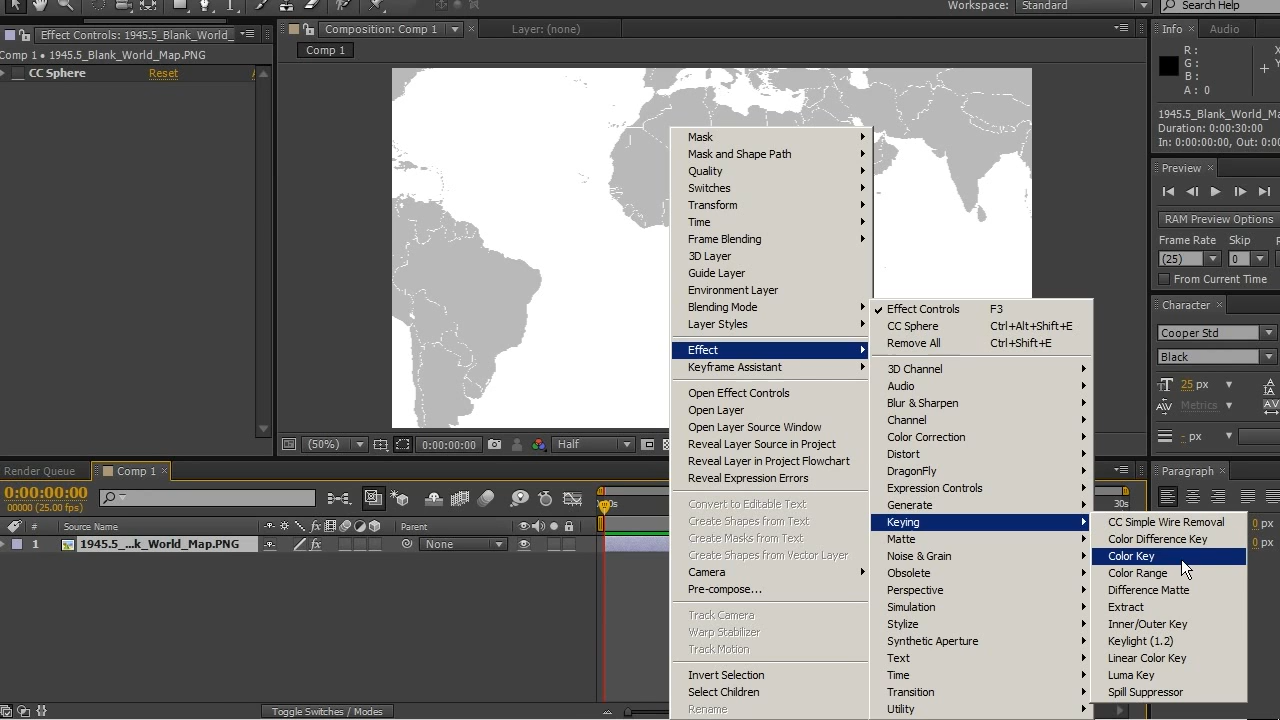 Workspace:
Standard
Search Help
Effect Controls: 1945.5_Blank_World_
Comp 1 • 1945.5_Blank_World_Map.PNG
CC Sphere
Reset
Composition: Comp 1
Layer: (none)
Comp 1
(50%)
0:00:00:00
Half
Info
Audio
R :
G :
B :
A : 0
1945.5_Blank_World_Ma
Duration: 0:00:30:00
In: 0:00:00:00, Out: 0:00
Preview
RAM Preview Options
Frame Rate
Skip
(25)
0
From Current Time
Character
Cooper Std
Black
25 px
Metrics
- px
Paragraph
0 px
0 px
Mask
Mask and Shape Path
Quality
Switches
Transform
Time
Frame Blending
3D Layer
Guide Layer
Environment Layer
Blending Mode
Layer Styles
Effect
Keyframe Assistant
Open Effect Controls
Open Layer
Open Layer Source Window
Reveal Layer Source in Project
Reveal Layer in Project Flowchart
Reveal Expression Errors
Convert to Editable Text
Create Shapes from Text
Create Masks from Text
Create Shapes from Vector Layer
Camera
Pre-compose...
Track Camera
Warp Stabilizer
Track Motion
Invert Selection
Select Children
Rename
Effect Controls F3
CC Sphere Ctrl+Alt+Shift+E
Remove All Ctrl+Shift+E
3D Channel
Audio
Blur & Sharpen
Channel
Color Correction
Distort
DragonFly
Expression Controls
Generate
Keying
Matte
Noise & Grain
Obsolete
Perspective
Simulation
Stylize
Synthetic Aperture
Text
Time
Transition
Utility
CC Simple Wire Removal
Color Difference Key
Color Key
Color Range
Difference Matte
Extract
Inner/Outer Key
Keylight (1.2)
Linear Color Key
Luma Key
Spill Suppressor
Render Queue
Comp 1
0:00:00:00
00000 (25.00 fps)
30s
# Source Name
Parent
1 1945.5_...k_World_Map.PNG
None
Toggle Switches / Modes